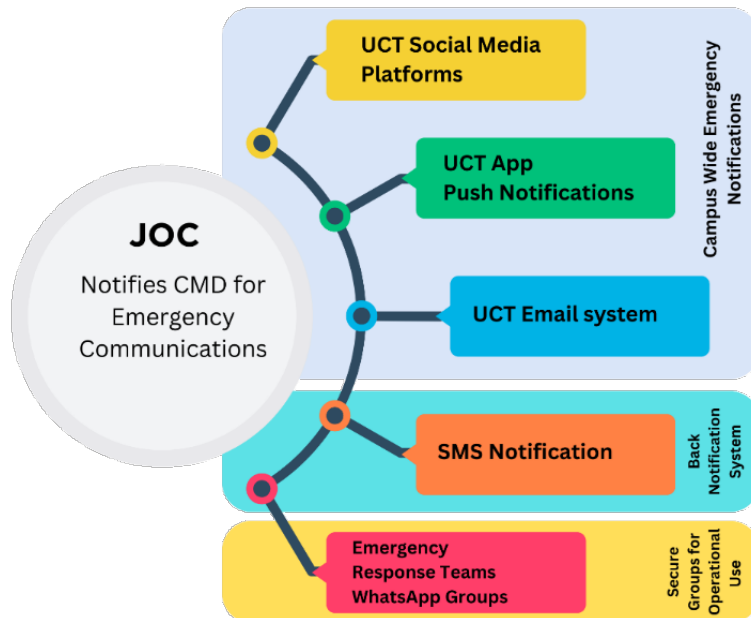 JOC
Notifies CMD for
Emergency
Communications
UCT Social Media
Platforms
UCT App
Push Notifications
UCT Email system
Campus Wide Emergency
Notifications
SMS Notification
Back
Notification
System
Emergency
Response Teams
WhatsApp Groups
Secure
Groups for
Operational
Use